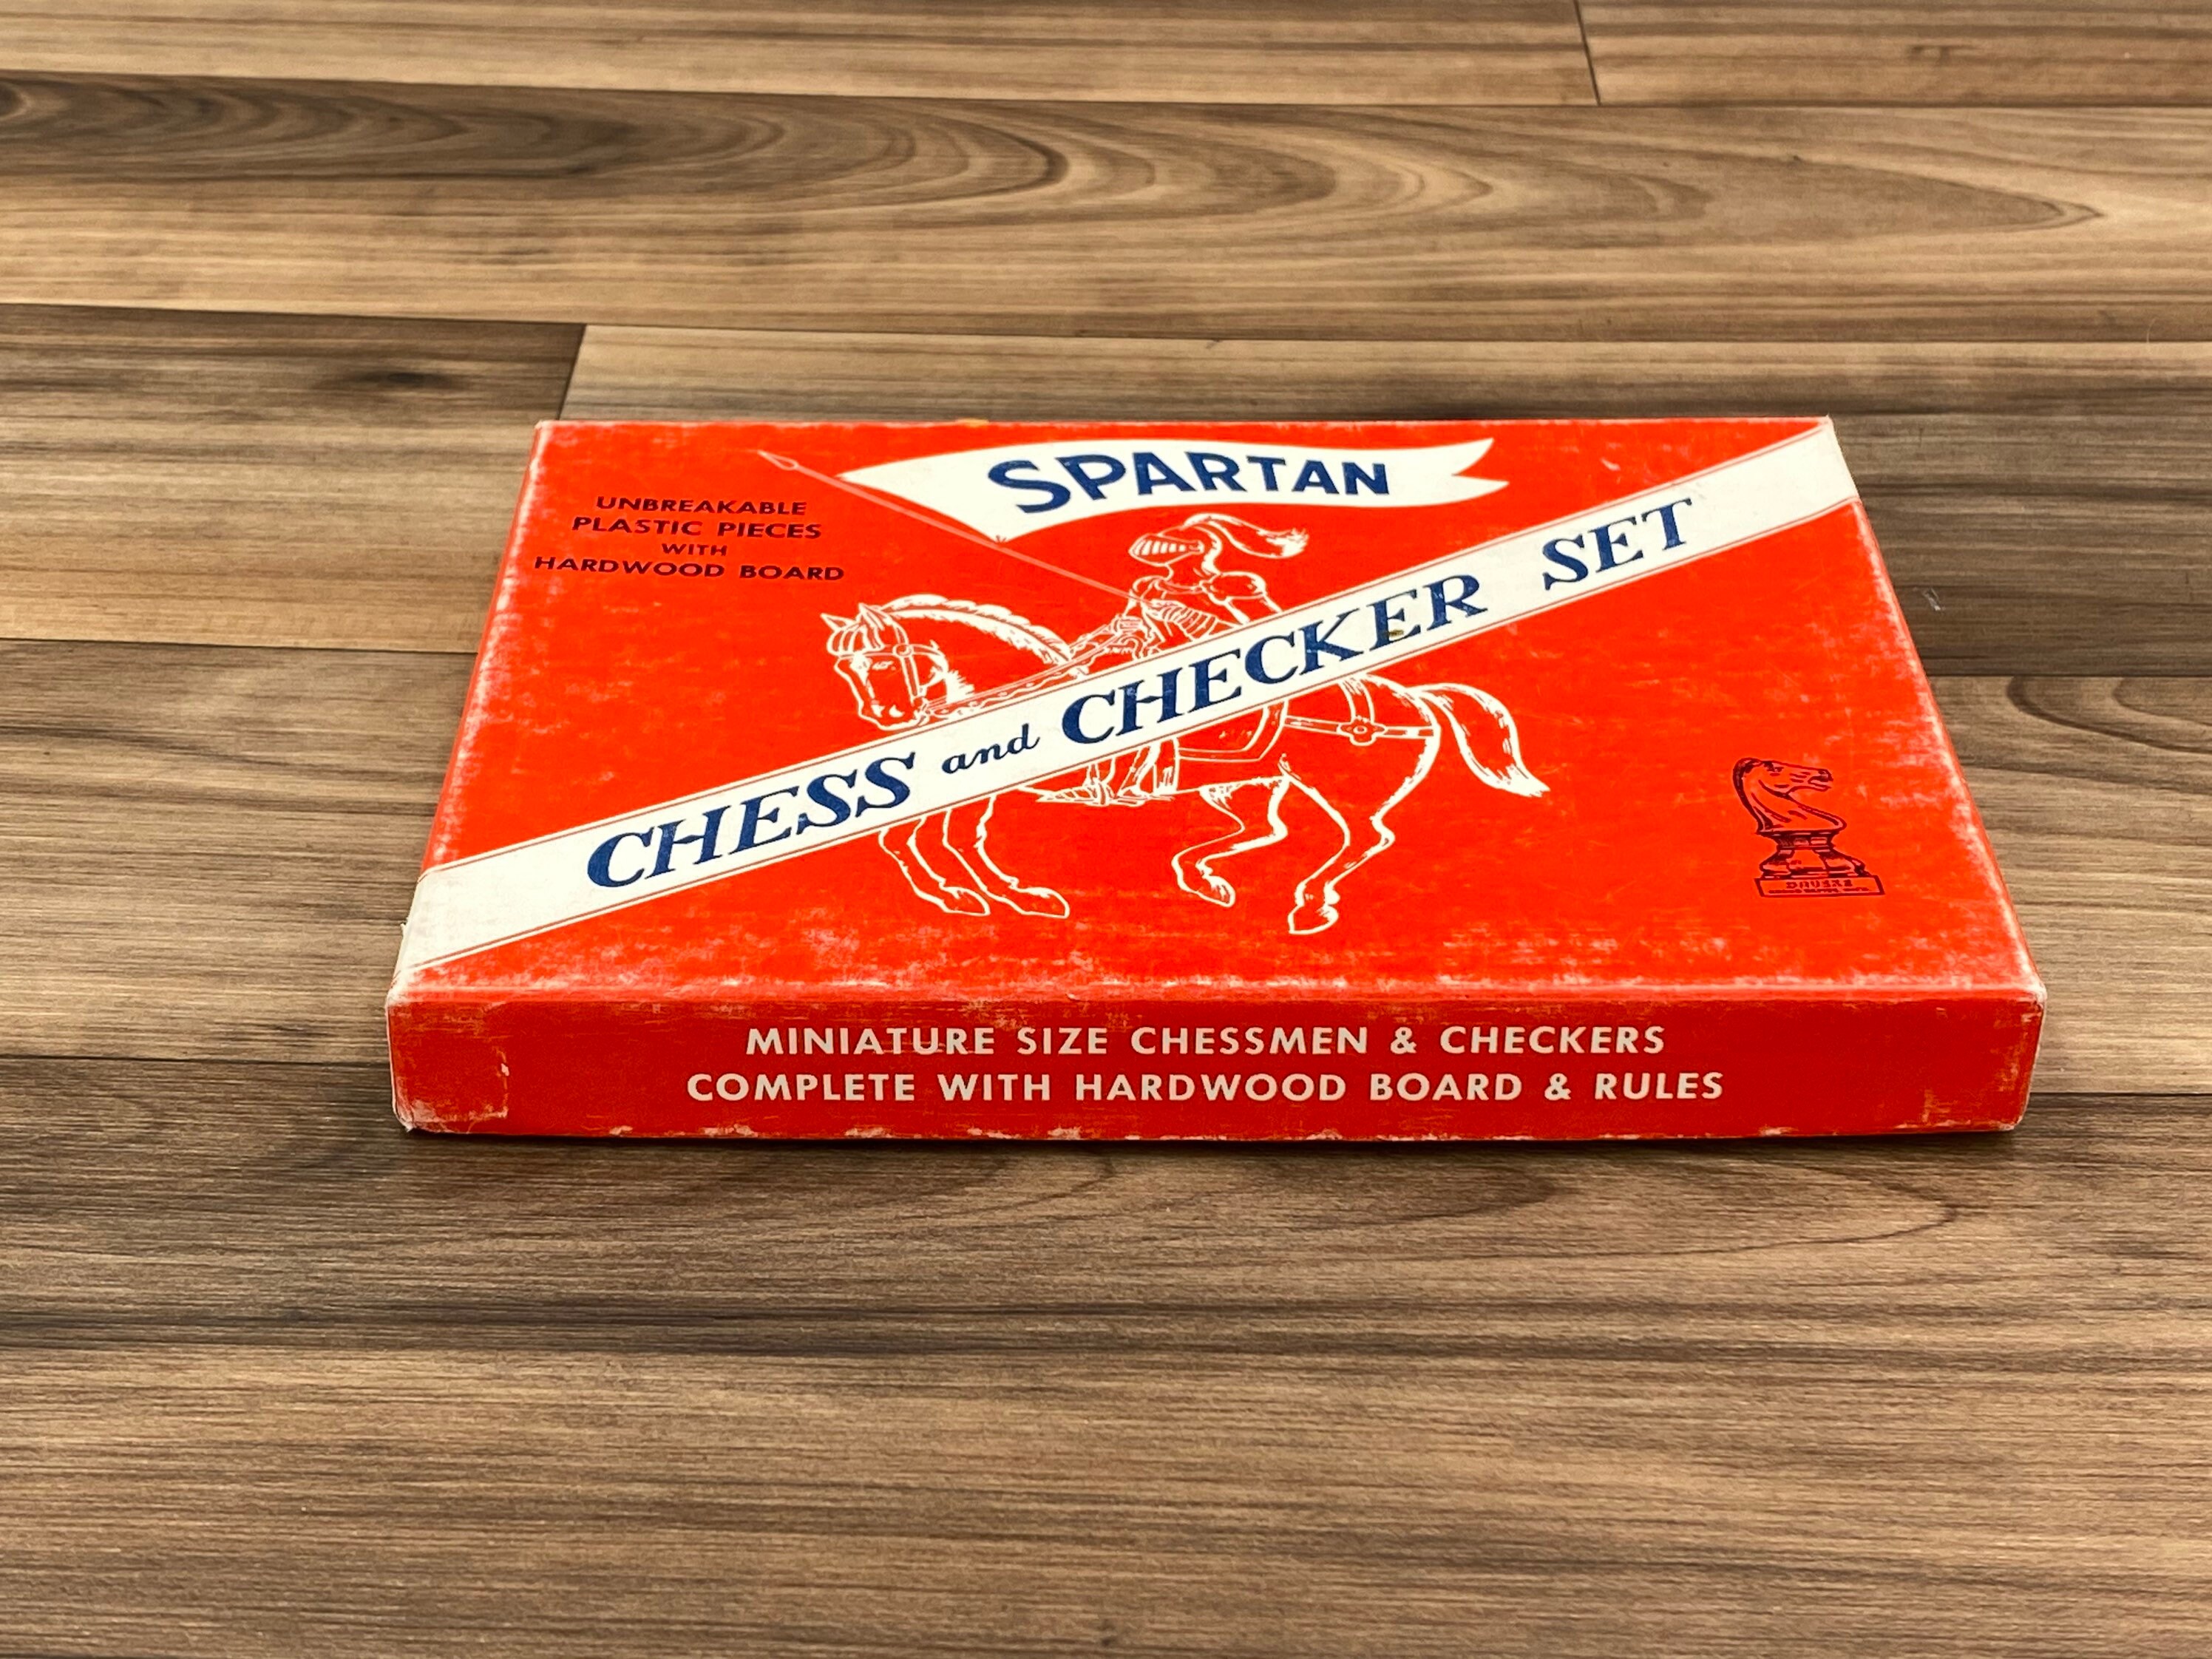 SPARTAN
UNBREAKABLE
PLASTIC PIECES
WITH
HARDWOOD BOARD
CHESS and CHECKER SET
MINIATURE SIZE CHESSMEN & CHECKERS
COMPLETE WITH HARDWOOD BOARD & RULES